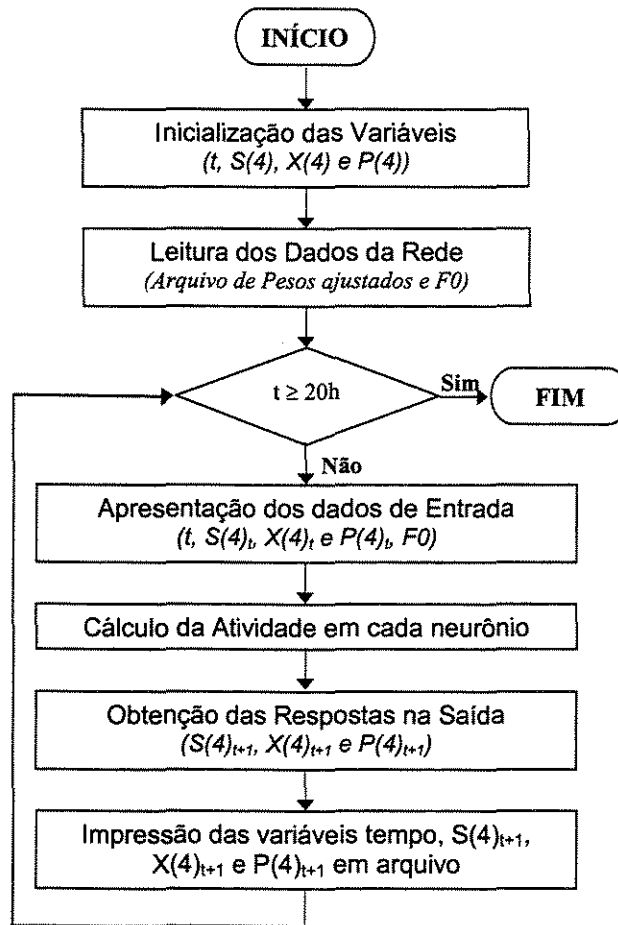 INÍCIO
Inicialização das Variáveis
(t, S(4), X(4) e P(4))
Leitura dos Dados da Rede
(Arquivo de Pesos ajustados e F0)
t ≥ 20h
Sim
FIM
Não
Apresentação dos dados de Entrada
(t, S(4)t, X(4)t e P(4)t, F0)
Cálculo da Atividade em cada neurônio
Obtenção das Respostas na Saída
(S(4)t+1, X(4)t+1 e P(4)t+1)
Impressão das variáveis tempo, S(4)t+1,
X(4)t+1 e P(4)t+1 em arquivo